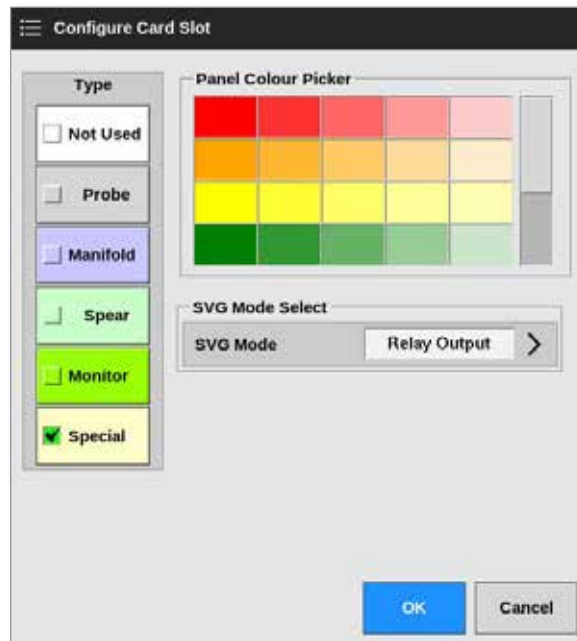 Configure Card Slot
Type
Not Used
Probe
Manifold
Spear
Monitor
Special
Panel Colour Picker
SVG Mode Select
SVG Mode Relay Output
OK Cancel